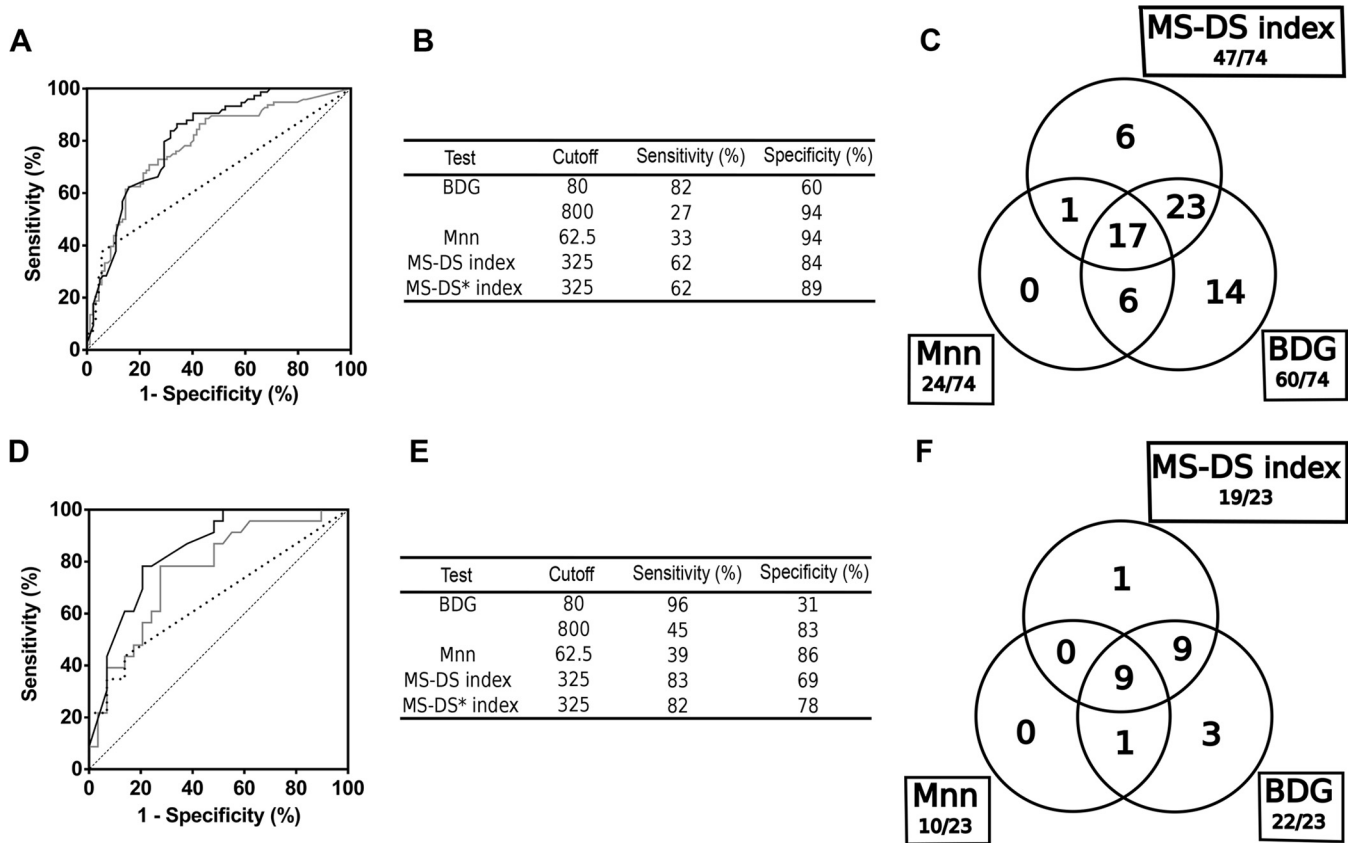 A
B
C
MS-DS index
47/74
100
80
60
40
20
0
Sensitivity (%)
0 20 40 60 80 100
1- Specificity (%)
Test Cutoff Sensitivity (%) Specificity (%)
BDG 80 82 60
800 27 94
Mnn 62.5 33 94
MS-DS index 325 62 84
MS-DS* index 325 62 89
6
1 17 23
0 6 14
Mnn
24/74
BDG
60/74
D
E
F
MS-DS index
19/23
100
80
60
40
20
0
Sensitivity (%)
0 20 40 60 80 100
1 - Specificity (%)
Test Cutoff Sensitivity (%) Specificity (%)
BDG 80 96 31
800 45 83
Mnn 62.5 39 86
MS-DS index 325 83 69
MS-DS* index 325 82 78
1
0 9 9
0 1 3
Mnn
10/23
BDG
22/23